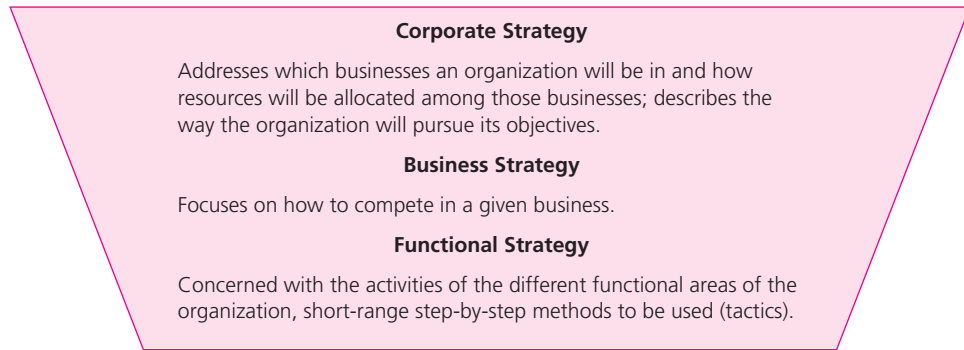 Corporate Strategy
Addresses which businesses an organization will be in and how
resources will be allocated among those businesses; describes the
way the organization will pursue its objectives.
Business Strategy
Focuses on how to compete in a given business.
Functional Strategy
Concerned with the activities of the different functional areas of the
organization, short-range step-by-step methods to be used (tactics).